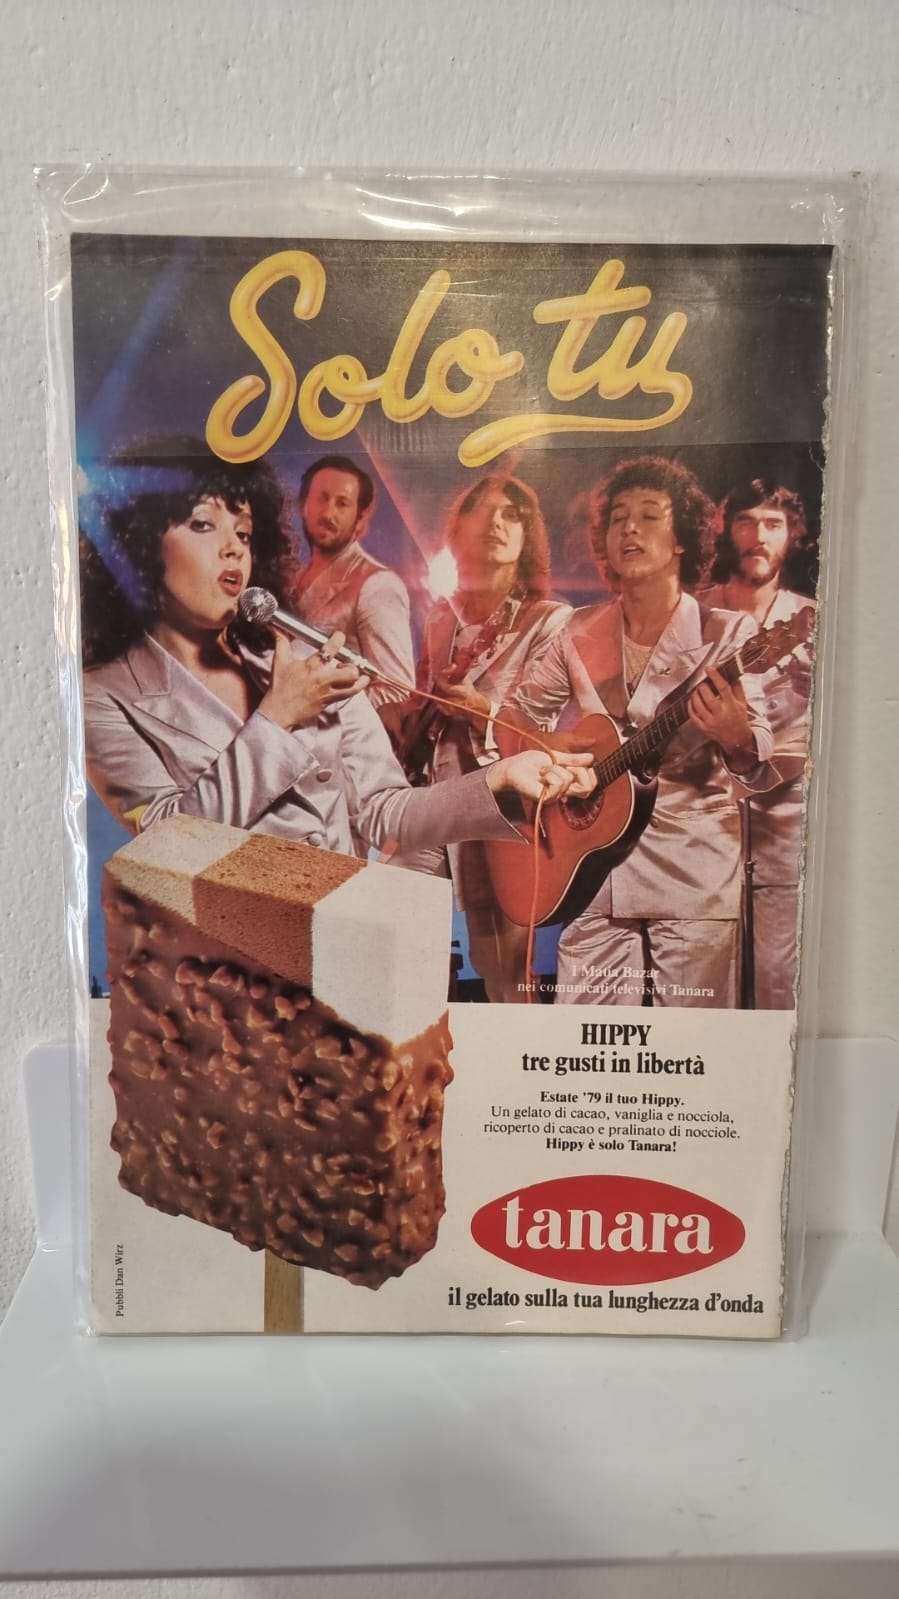 Solo tu
I Matia Bazar
nei comunicati televisivi Tanara
HIPPY
tre gusti in libertà
Estate '79 il tuo Hippy.
Un gelato di cacao, vaniglia e nocciola,
ricoperto di cacao e pralinato di nocciole.
Hippy è solo Tanara!
tanara
il gelato sulla tua lunghezza d'onda
Pubbli Dan Wirz